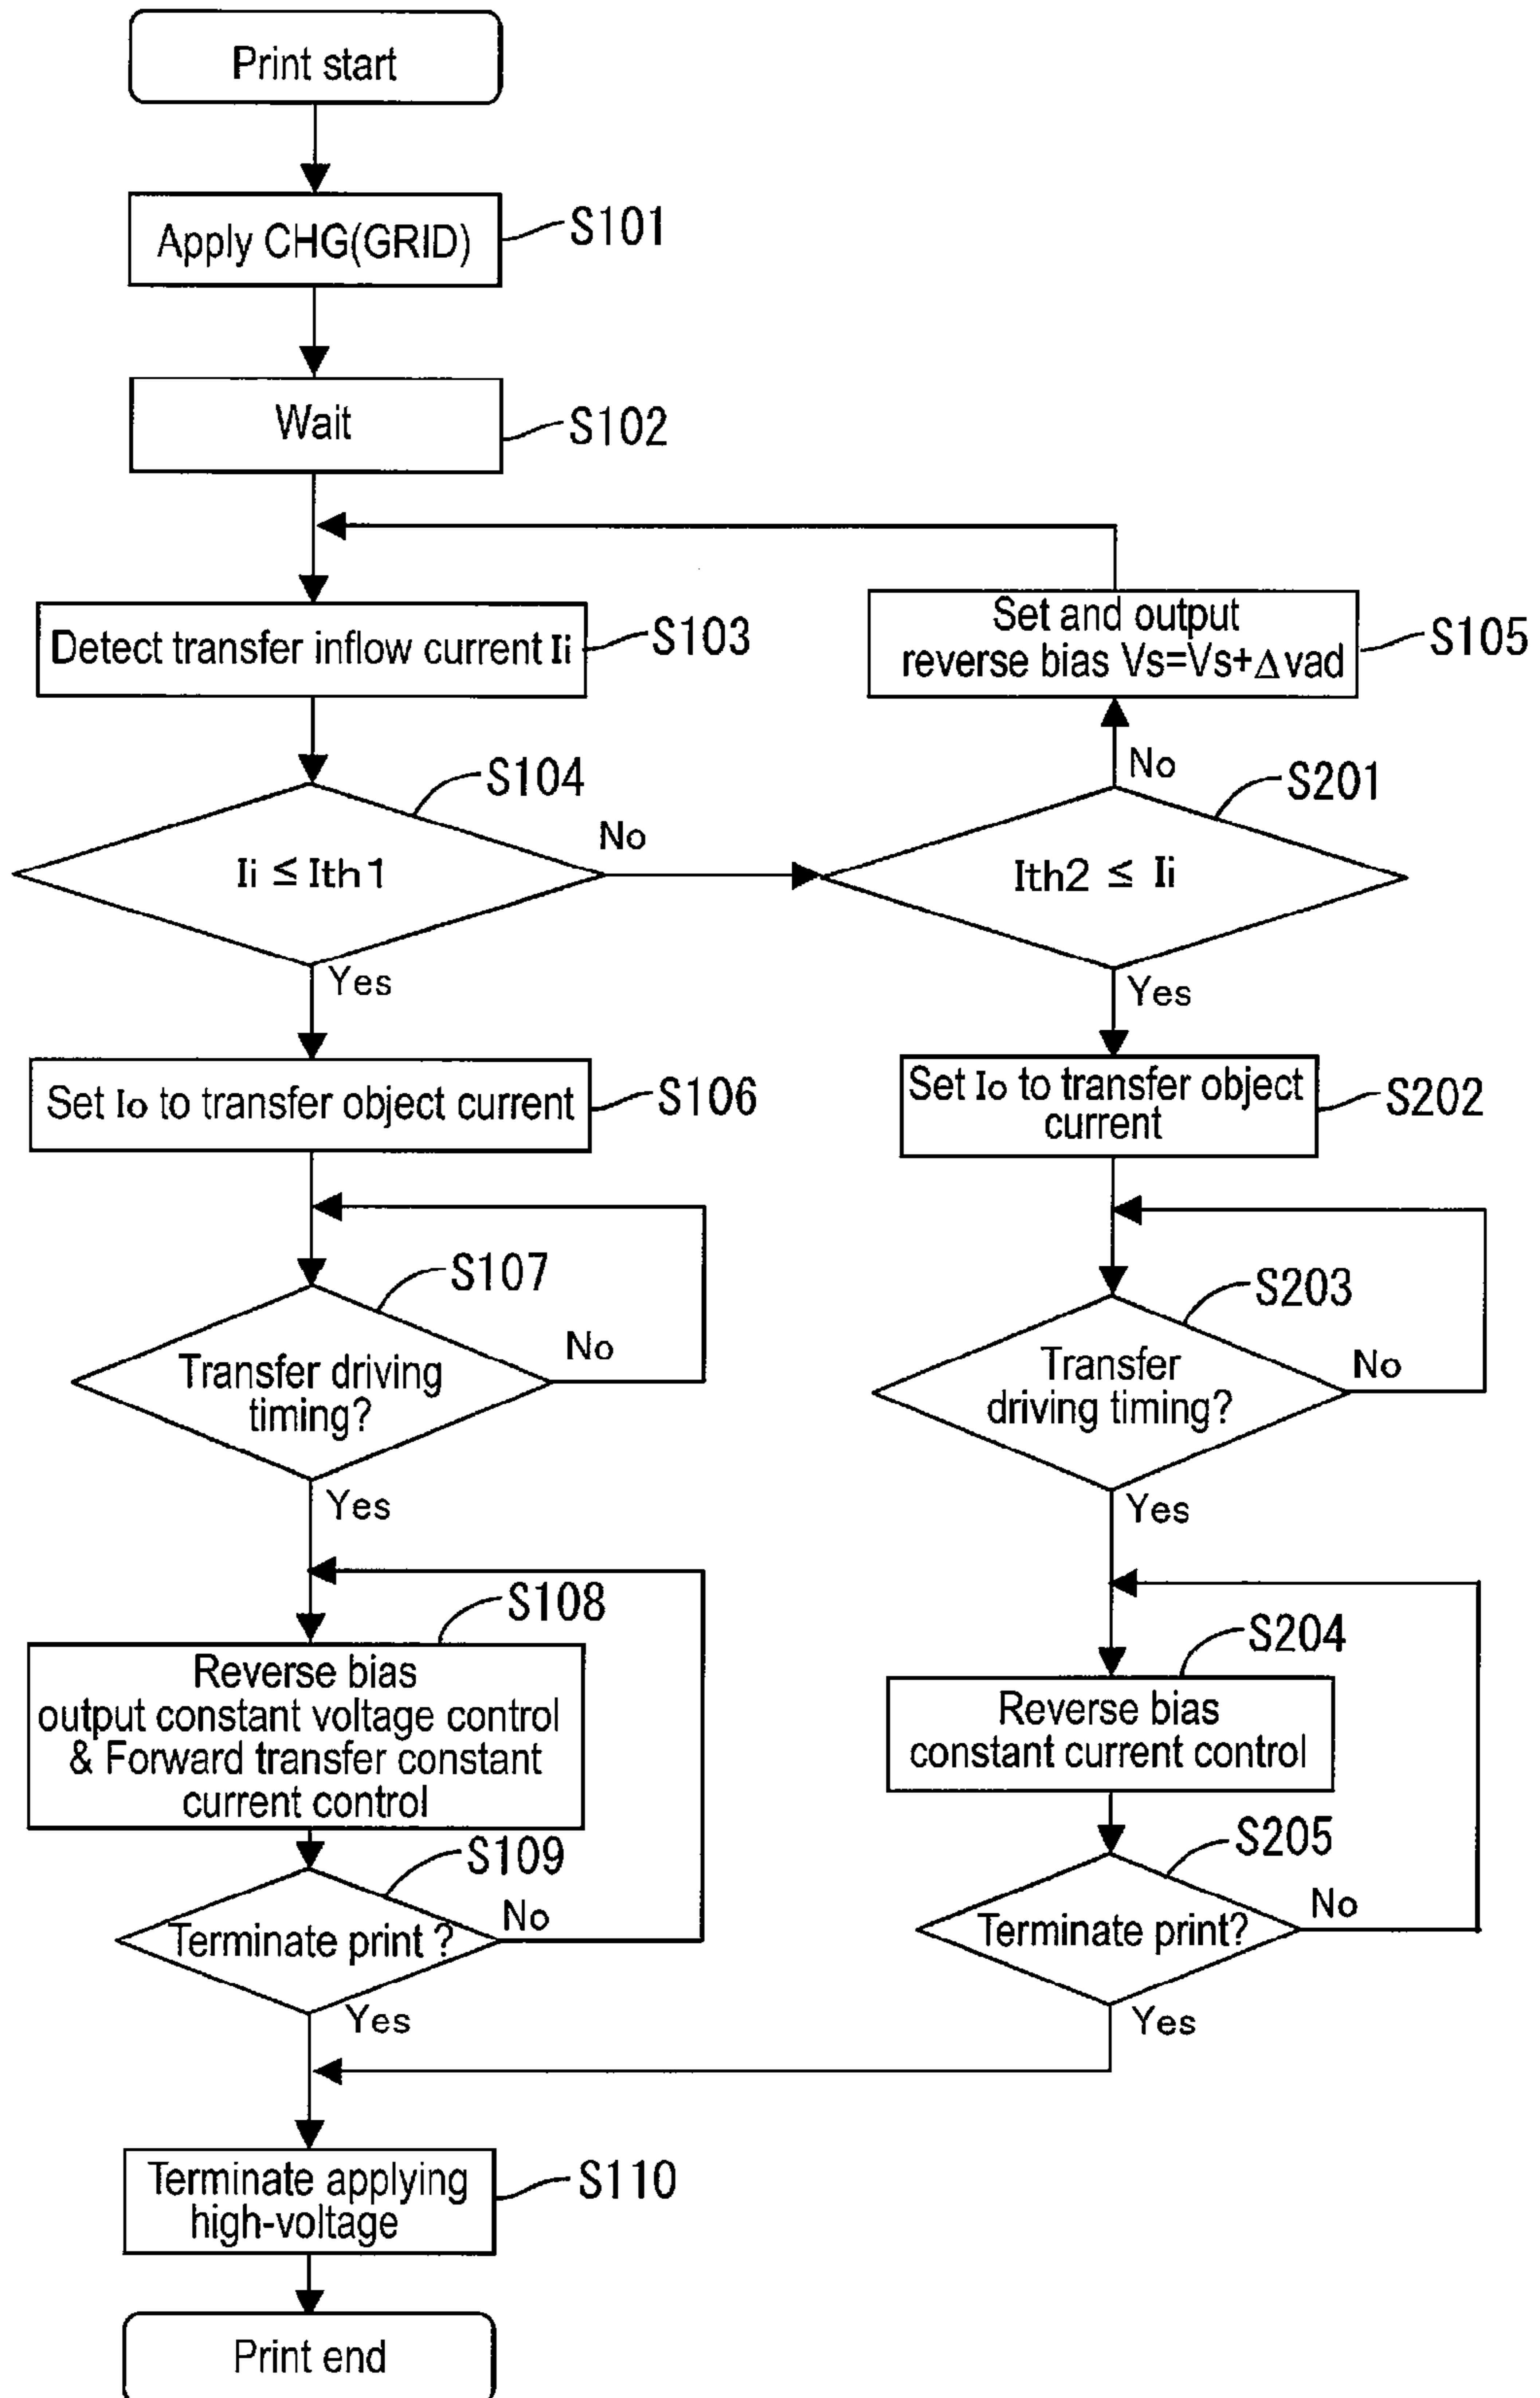 Print start
Apply CHG(GRID)
S101
Wait
S102
Detect transfer inflow current Ii
S103
Set and output
reverse bias Vs=Vs+Δvad
S105
S104
Ii ≤ Ith1
No
Yes
S201
No
Ith2 ≤ Ii
Yes
Set Io to transfer object current
S106
Set Io to transfer object
current
S202
S107
Transfer driving
timing?
No
Yes
S203
Transfer
driving timing?
No
Yes
S108
Reverse bias
output constant voltage control
& Forward transfer constant
current control
S204
Reverse bias
constant current control
S109
Terminate print ?
No
Yes
S205
Terminate print?
No
Yes
Terminate applying
high-voltage
S110
Print end